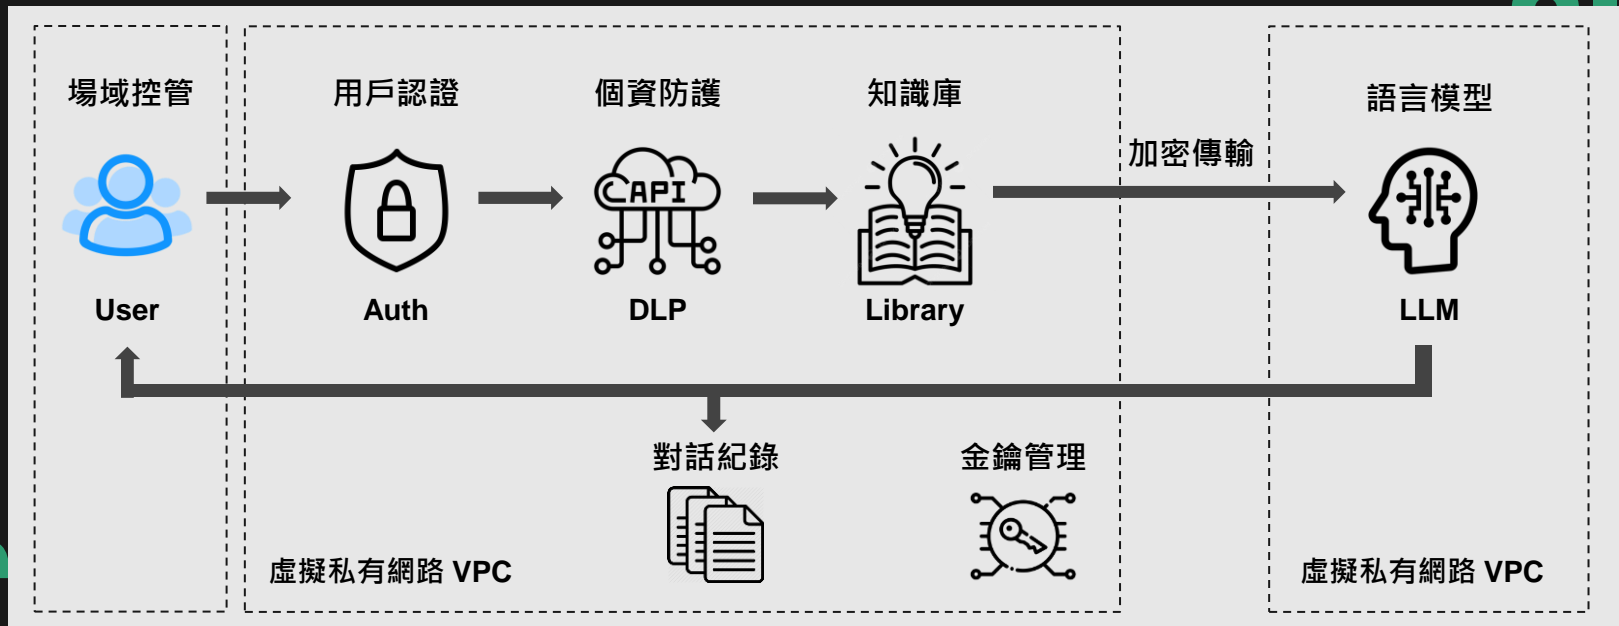 場域控管
用戶認證
個資防護
知識庫
語言模型
加密傳輸
API
User
Auth
DLP
Library
LLM
對話紀錄
金鑰管理
虛擬私有網路 VPC
虛擬私有網路 VPC